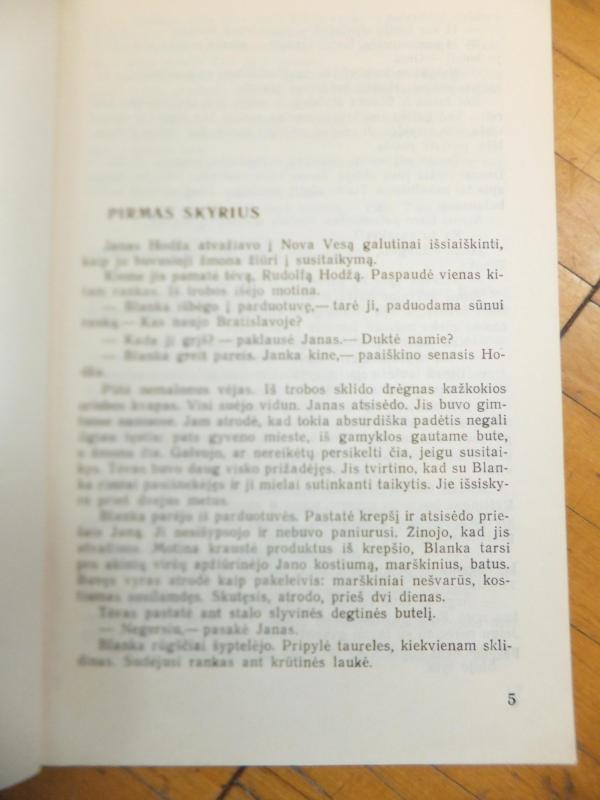 PIRMAS SKYRIUS
Janas Hodža atvažiavo į Nova Vesą galutinai išsiaiškinti,
kaip jo buvusioji žmona žiūri į susitaikymą.
Kieme jis pamatė tėvą, Rudolfą Hodžą. Paspaudė vienas ki-
tam rankas. Iš trobos išėjo motina.
— Blanka išbėgo į parduotuvę,— tarė ji, paduodama sūnui
ranką.— Kas naujo Bratislavoje?
— Kada ji grįš? — paklausė Janas.— Duktė namie?
— Blanka greit pareis. Janka kine,— paaiškino senasis Ho-
dža.
Pūtė nemalonus vėjas. Iš trobos sklido drėgnas kažkokios
kvapas. Visi suėjo vidun. Janas atsisėdo. Jis buvo gim-
tuose namuose. Jam atrodė, kad tokia absurdiška padėtis negali
ilgiau tęstis: pats gyveno mieste, iš gamyklos gautame bute,
o žmona čia. Galvojo, ar nereikėtų persikelti čia, jeigu susitai-
kys. Tėvas buvo daug visko prižadėjęs. Jis tvirtino, kad su Blan-
ka rimtai pasišnekėjęs ir ji mielai sutinkanti taikytis. Jie išsisky-
rė prieš dvejus metus.
Blanka parėjo iš parduotuvės. Pastatė krepšį ir atsisėdo prie-
šais Janą. Ji nesišypsojo ir nebuvo paniurusi. Žinojo, kad jis
atvažiavo. Motina kraustė produktus iš krepšio, Blanka tarsi
pro akinių viršų apžiūrinėjo Jano kostiumą, marškinius, batus.
Buvęs vyras atrodė kaip pakeleivis: marškiniai nešvarūs, kos-
tiumas susilamdęs. Skutęsis, atrodo, prieš dvi dienas.
Tėvas pastatė ant stalo slyvinės degtinės butelį.
— Negersiu,— pasakė Janas.
Blanka rūgščiai šyptelėjo. Pripylė taureles, kiekvienam skli-
dinas. Sudėjusi rankas ant krūtinės laukė.
5